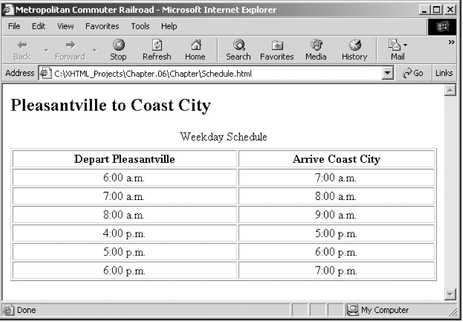 Metropolitan Commuter Railroad - Microsoft Internet Explorer
File Edit View Favorites Tools Help
Back Forward Stop Refresh Home Search Favorites Media History Mail »
Address C:\XHTML_Projects\Chapter.06\Chapter\Schedule.html Go Links
Pleasantville to Coast City
Weekday Schedule
Depart Pleasantville Arrive Coast City
6:00 a.m. 7:00 a.m.
7:00 a.m. 8:00 a.m.
8:00 a.m. 9:00 a.m.
4:00 p.m. 5:00 p.m.
5:00 p.m. 6:00 p.m.
6:00 p.m. 7:00 p.m.
Done My Computer